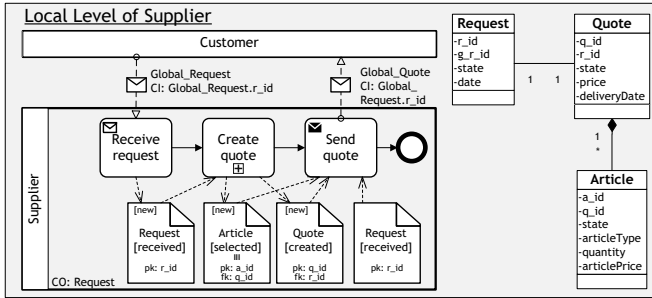 Local Level of Supplier
Customer
Global_Request
CI: Global_Request.r_id
Global_Quote
CI: Global_
Request.r_id
Supplier
Receive
request
Create
quote
Send
quote
[new]
Request
[received]
pk: r_id
[new]
Article
[selected]
pk: a_id
fk: q_id
[new]
Quote
[created]
pk: q_id
fk: r_id
Request
[received]
pk: r_id
CO: Request
Request
-r_id
-g_r_id
-state
-date
1
1
Quote
-q_id
-r_id
-state
-price
-deliveryDate
1
*
Article
-a_id
-q_id
-state
-articleType
-quantity
-articlePrice